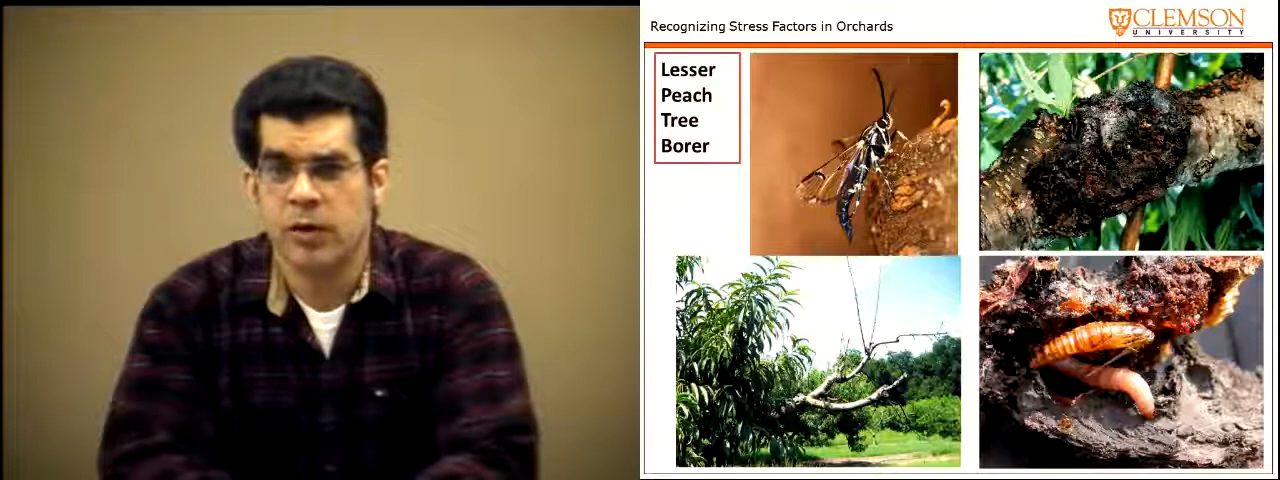 Recognizing Stress Factors in Orchards
CLEMSON
UNIVERSITY
Lesser
Peach
Tree
Borer